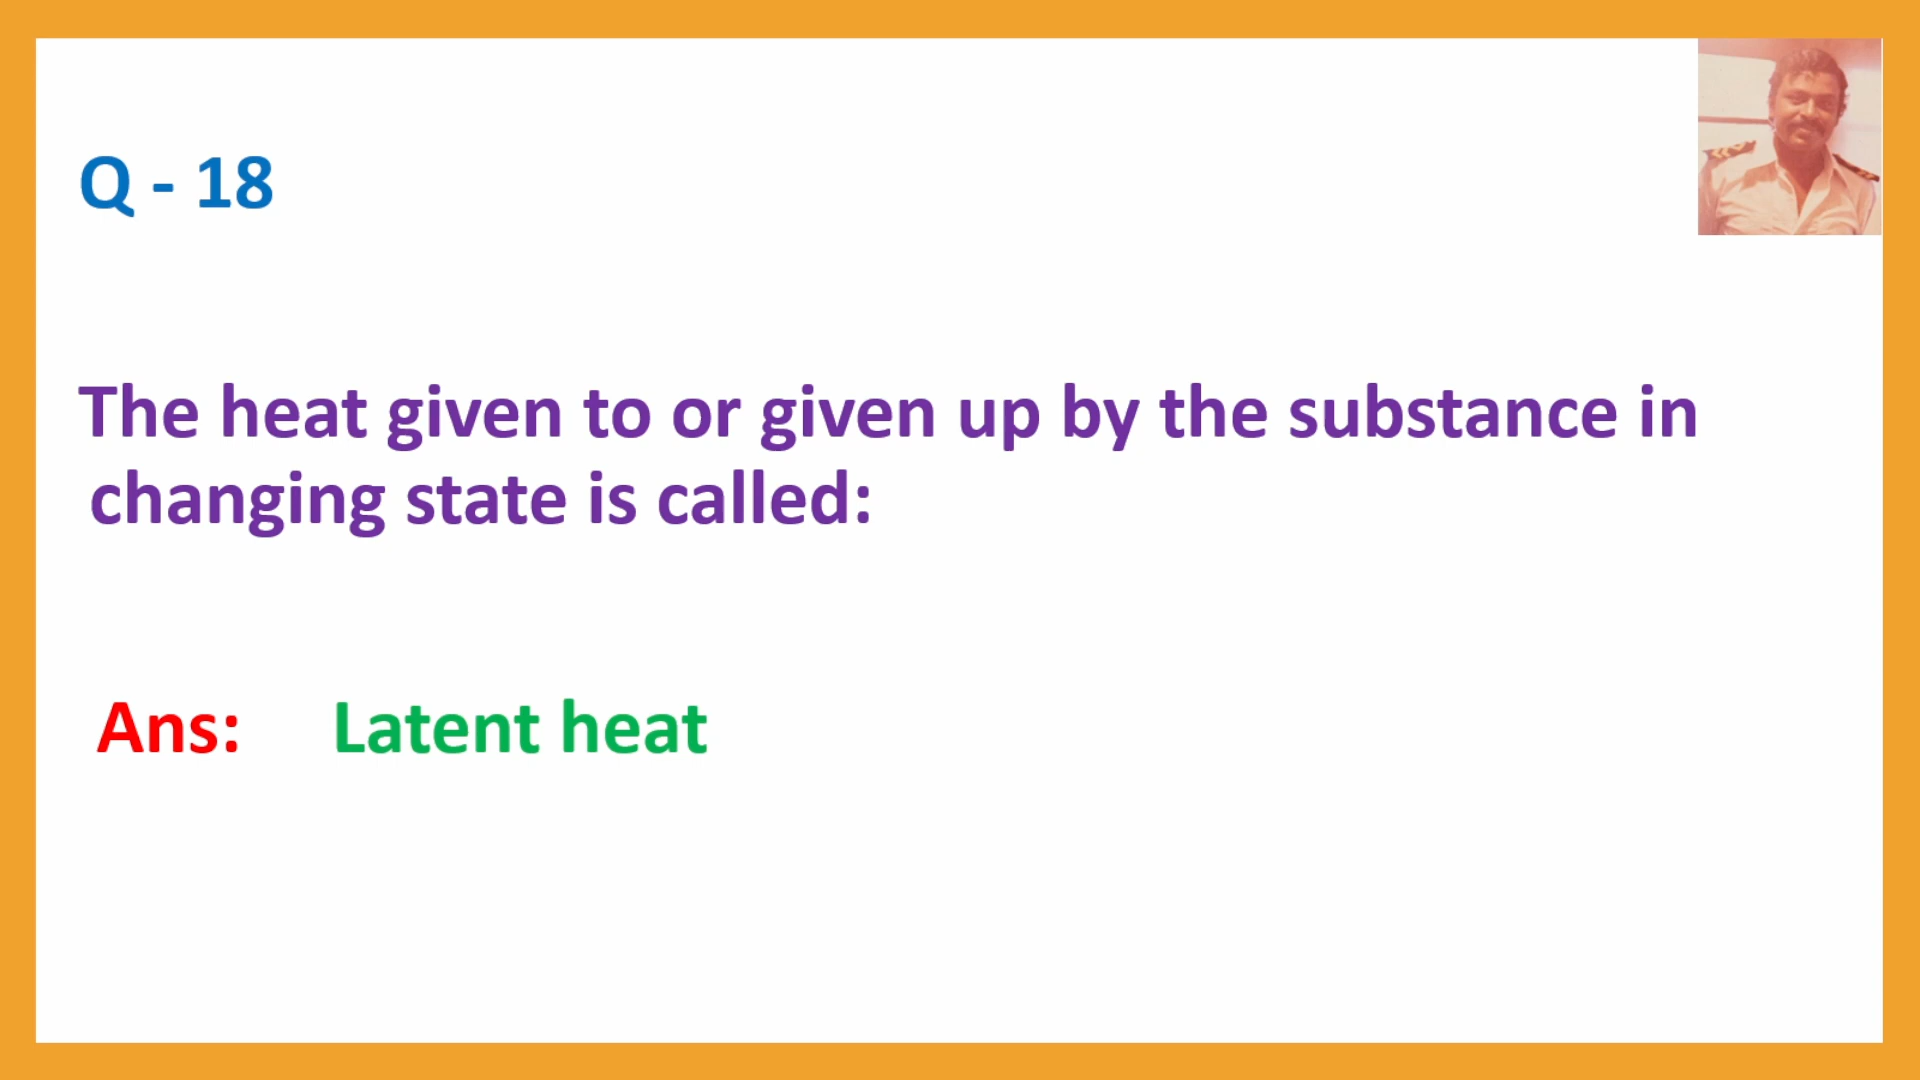 Q - 18
The heat given to or given up by the substance in
changing state is called:
Ans: Latent heat